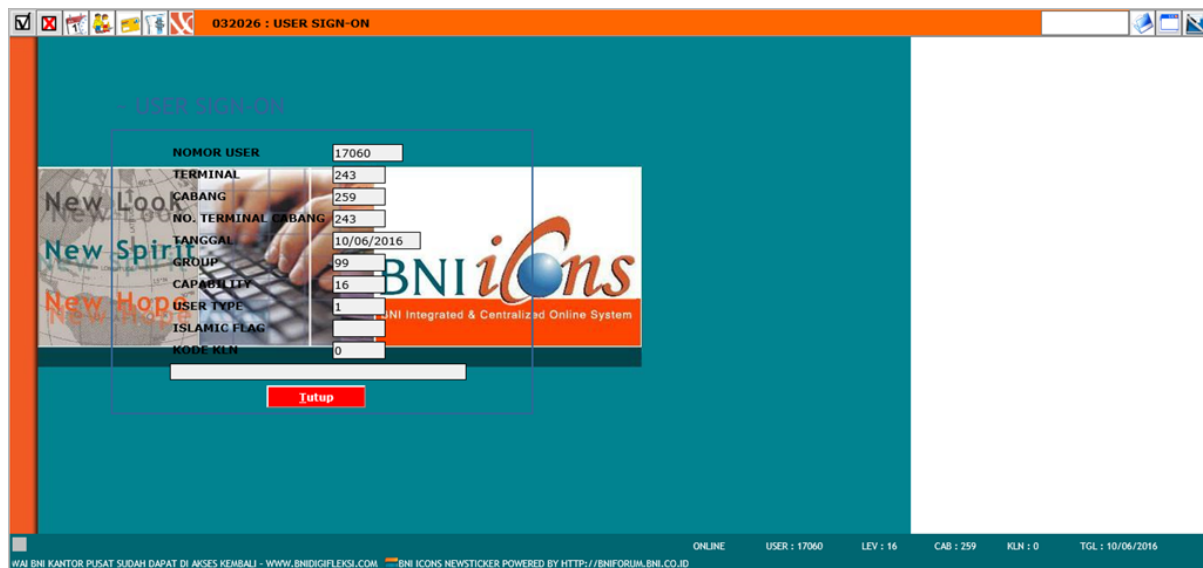 032026 : USER SIGN-ON
- USER SIGN-ON
NOMOR USER 17060
TERMINAL 243
CABANG 259
NO. TERMINAL CABANG 243
TANGGAL 10/06/2016
GROUP 99
CAPABILITY 16
USER TYPE 1
ISLAMIC FLAG
KODE KLN 0
Tutup
New Look
New Spirit
New Hope
BNI icons
BNI Integrated & Centralized Online System
ONLINE USER : 17060 LEV : 16 CAB : 259 KLN : 0 TGL : 10/06/2016
WAI BNI KANTOR PUSAT SUDAH DAPAT DI AKSES KEMBALI - WWW.BNIDIGIFLEKSI.COM BNI ICONS NEWSTICKER POWERED BY HTTP://BNIFORUM.BNI.CO.ID